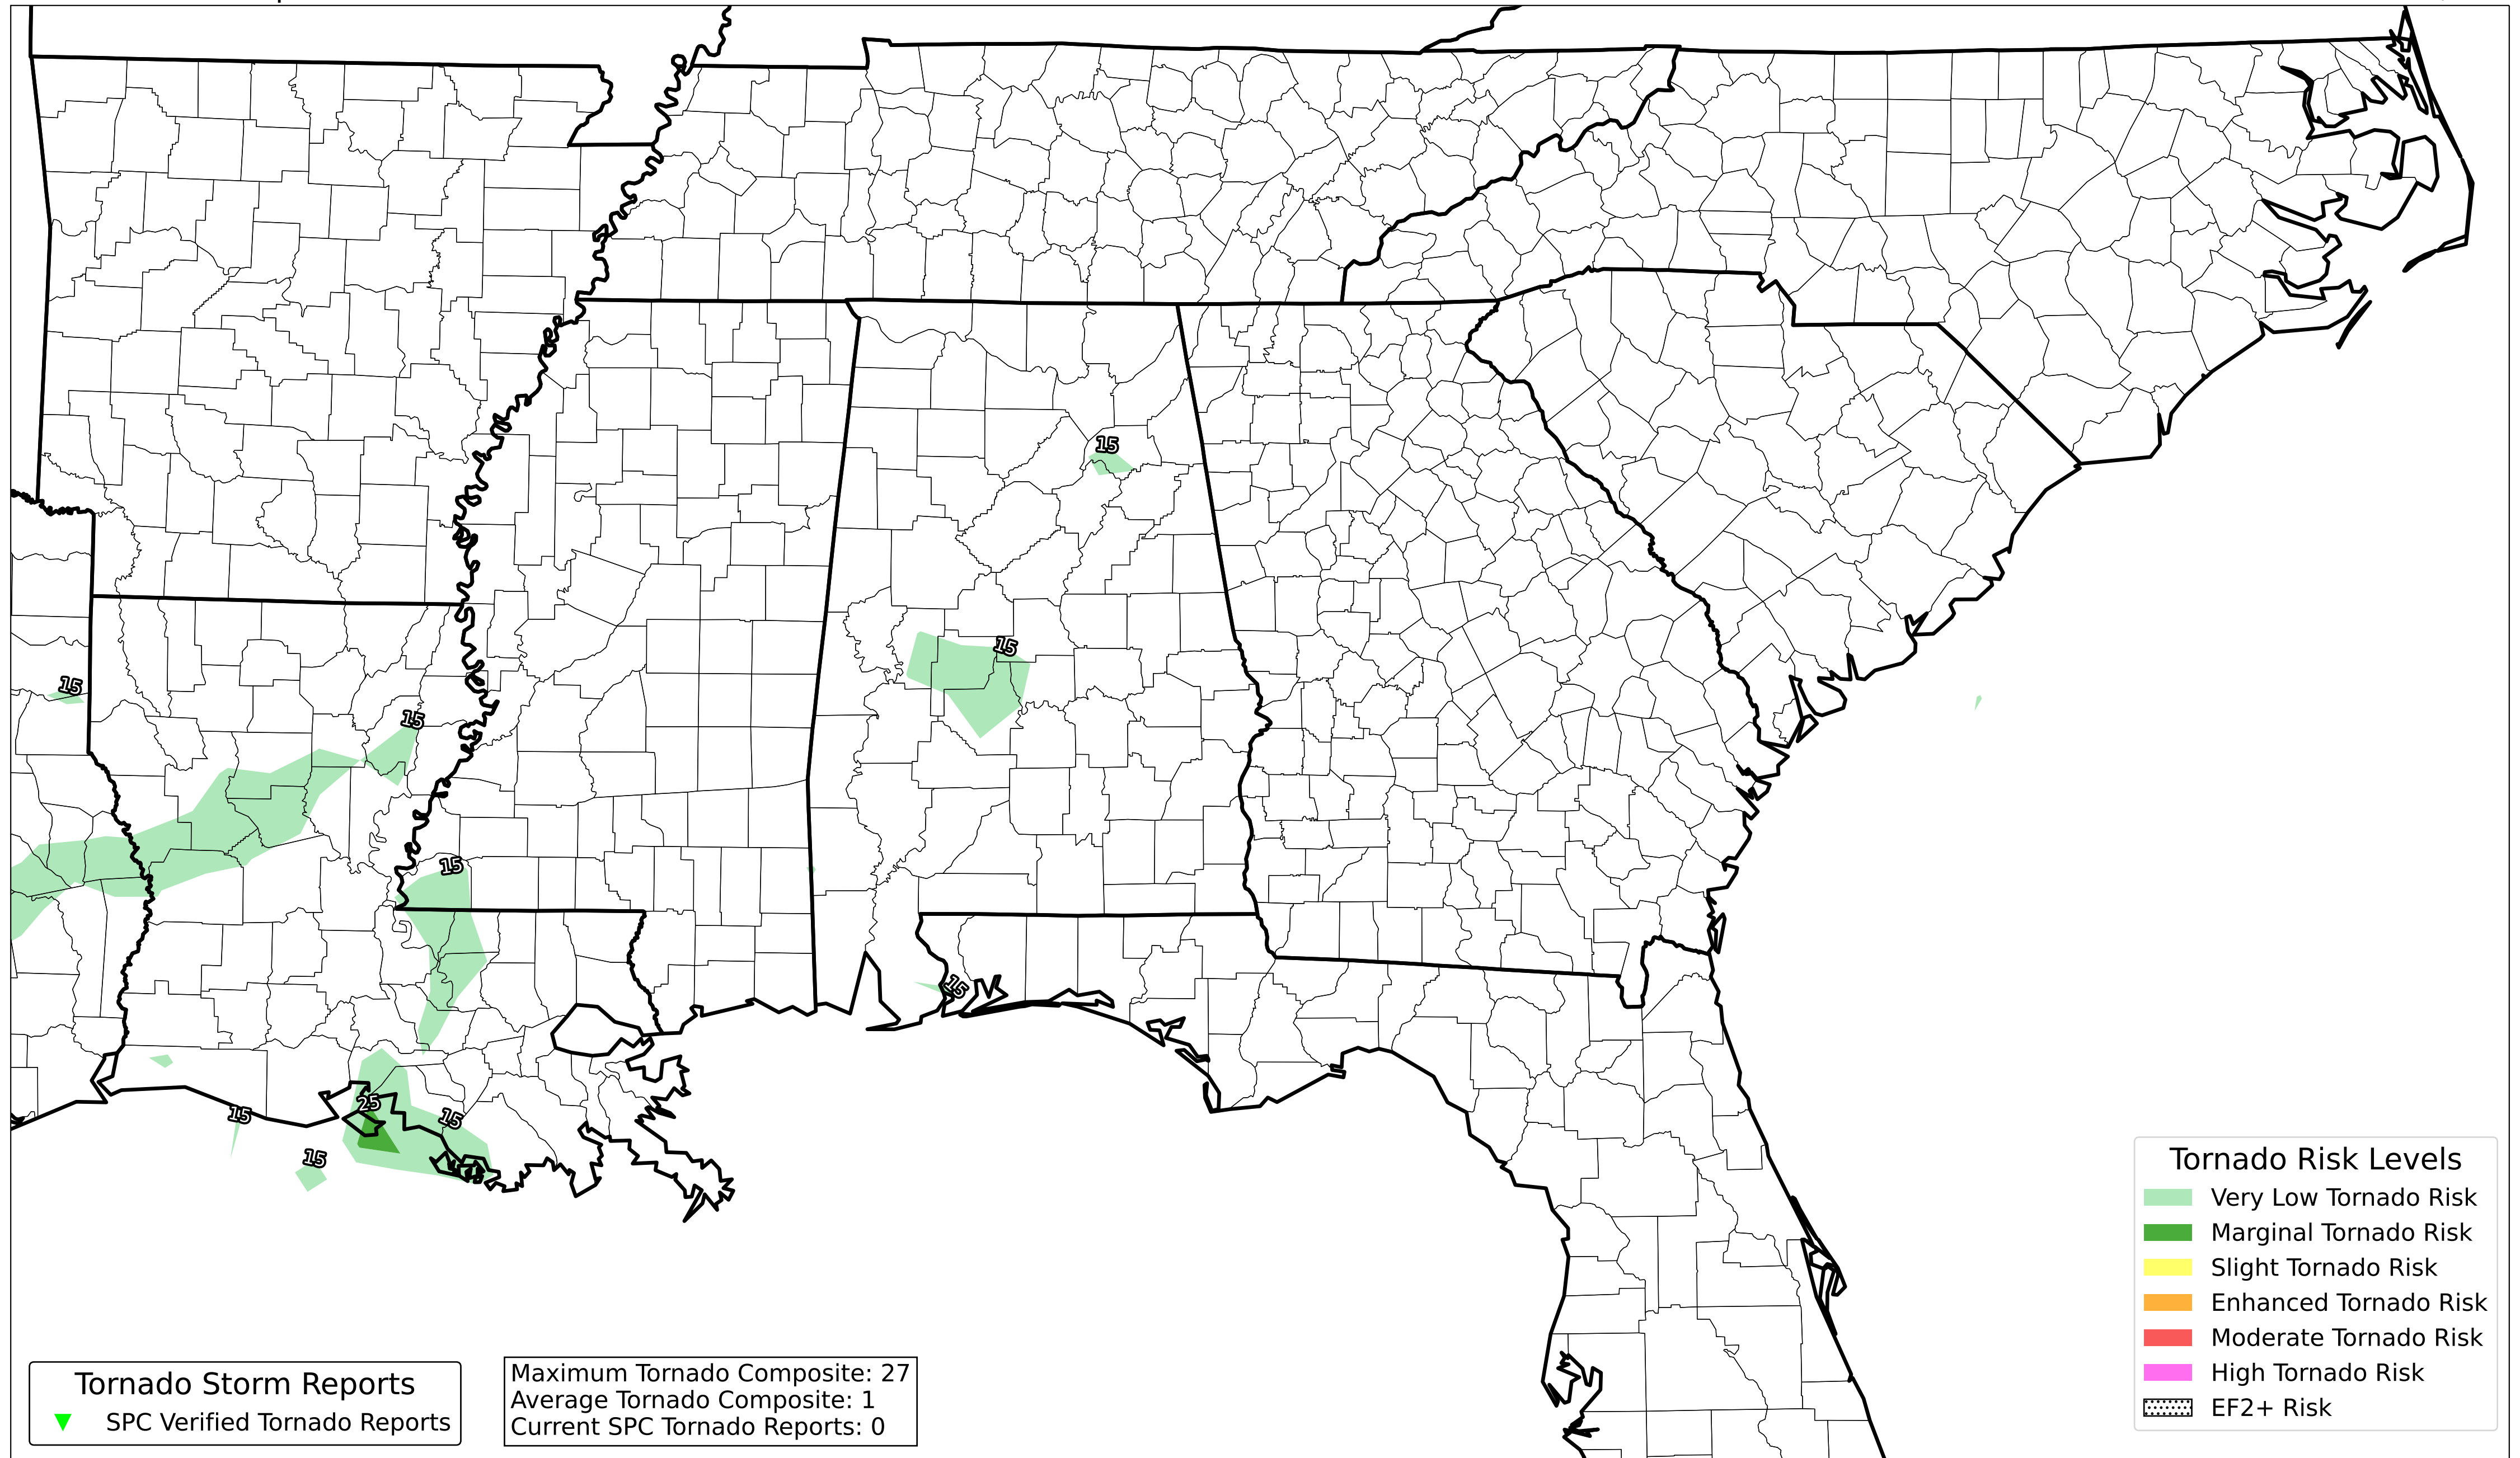 15
15
15
15
15
15
25
15
15
15
Tornado Risk Levels
Very Low Tornado Risk
Marginal Tornado Risk
Slight Tornado Risk
Enhanced Tornado Risk
Moderate Tornado Risk
High Tornado Risk
EF2+ Risk
Tornado Storm Reports
SPC Verified Tornado Reports
Maximum Tornado Composite: 27
Average Tornado Composite: 1
Current SPC Tornado Reports: 0